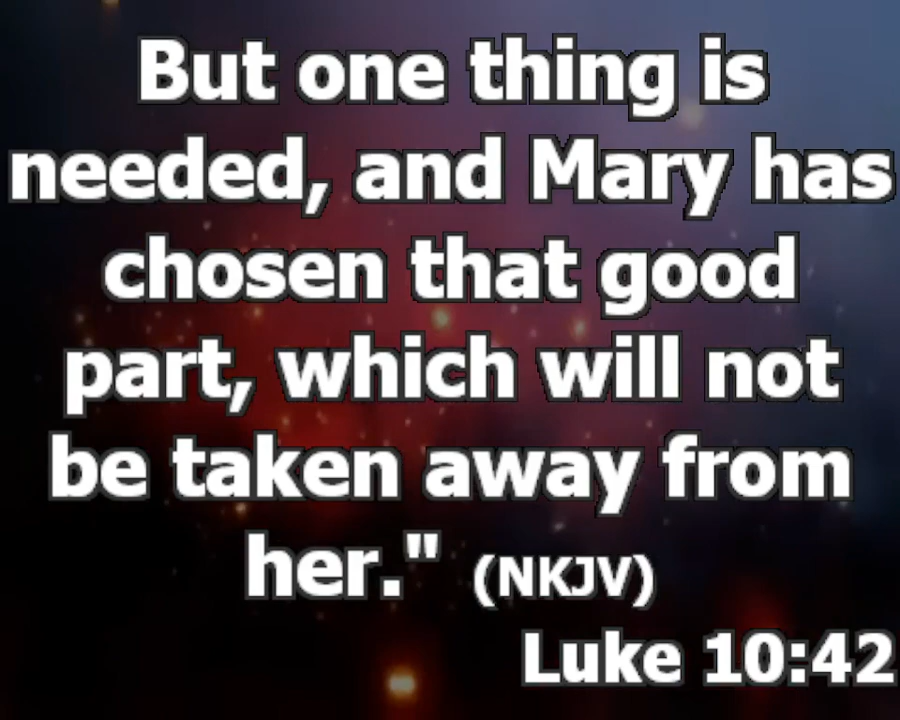 But one thing is
needed, and Mary has
chosen that good
part, which will not
be taken away from
her." (NKJV)
Luke 10:42